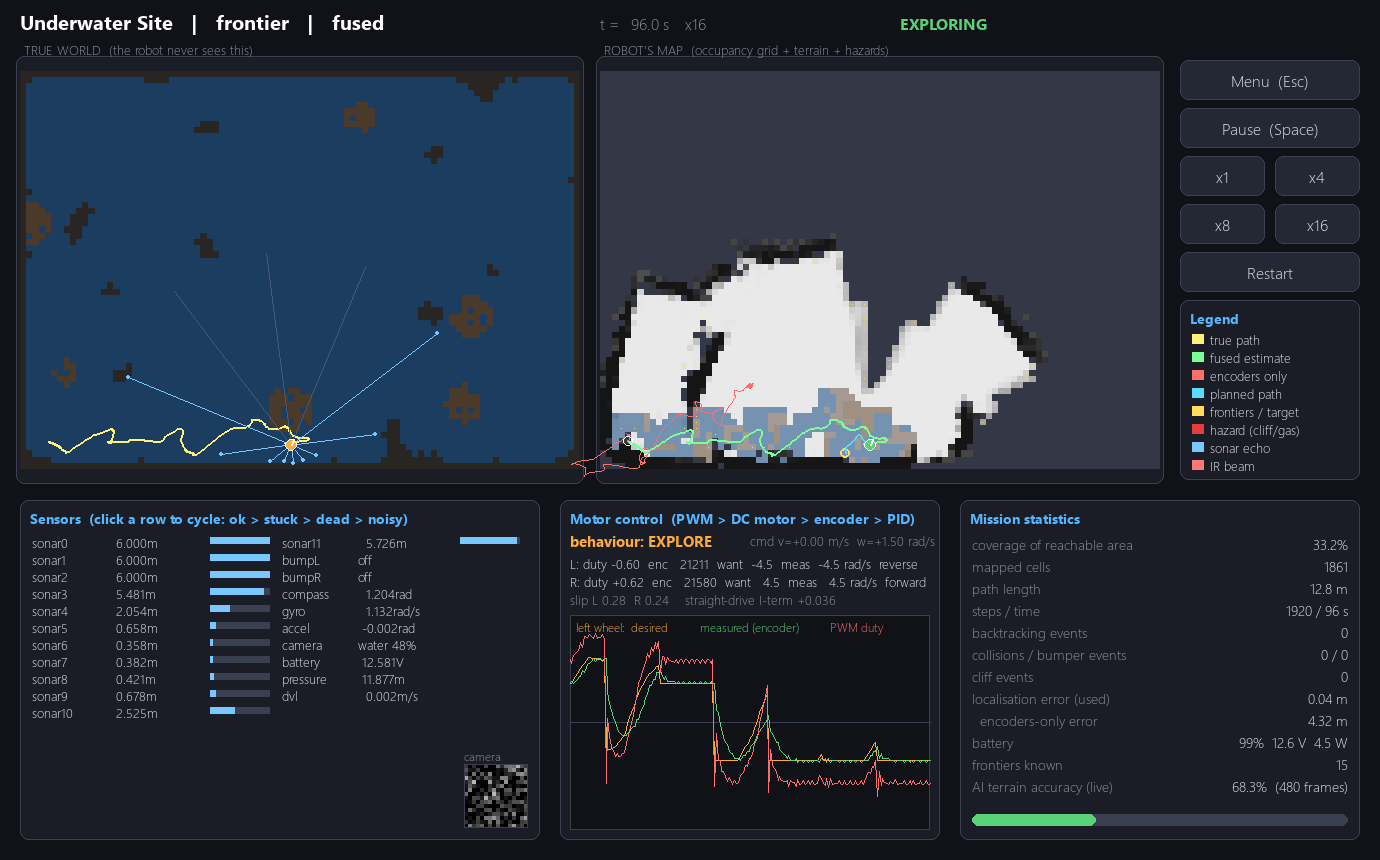 Underwater Site | frontier | fused
t = 96.0 s x16
EXPLORING
TRUE WORLD (the robot never sees this)
ROBOT'S MAP (occupancy grid + terrain + hazards)
Menu (Esc)
Pause (Space)
x1 x4
x8 x16
Restart
Legend
true path
fused estimate
encoders only
planned path
frontiers / target
hazard (cliff/gas)
sonar echo
IR beam
Sensors (click a row to cycle: ok > stuck > dead > noisy)
sonar0 6.000m
sonar1 6.000m
sonar2 6.000m
sonar3 5.481m
sonar4 2.054m
sonar5 0.658m
sonar6 0.358m
sonar7 0.382m
sonar8 0.421m
sonar9 0.678m
sonar10 2.525m
sonar11 5.726m
bumpL off
bumpR off
compass 1.204rad
gyro 1.132rad/s
accel -0.002rad
camera water 48%
battery 12.581V
pressure 11.877m
dvl 0.002m/s
camera
Motor control (PWM > DC motor > encoder > PID)
behaviour: EXPLORE cmd v=+0.00 m/s w=+1.50 rad/s
L: duty -0.60 enc 21211 want -4.5 meas -4.5 rad/s reverse
R: duty +0.62 enc 21580 want 4.5 meas 4.5 rad/s forward
slip L 0.28 R 0.24 straight-drive I-term +0.036
left wheel: desired measured (encoder) PWM duty
Mission statistics
coverage of reachable area 33.2%
mapped cells 1861
path length 12.8 m
steps / time 1920 / 96 s
backtracking events 0
collisions / bumper events 0 / 0
cliff events 0
localisation error (used) 0.04 m
encoders-only error 4.32 m
battery 99% 12.6 V 4.5 W
frontiers known 15
AI terrain accuracy (live) 68.3% (480 frames)